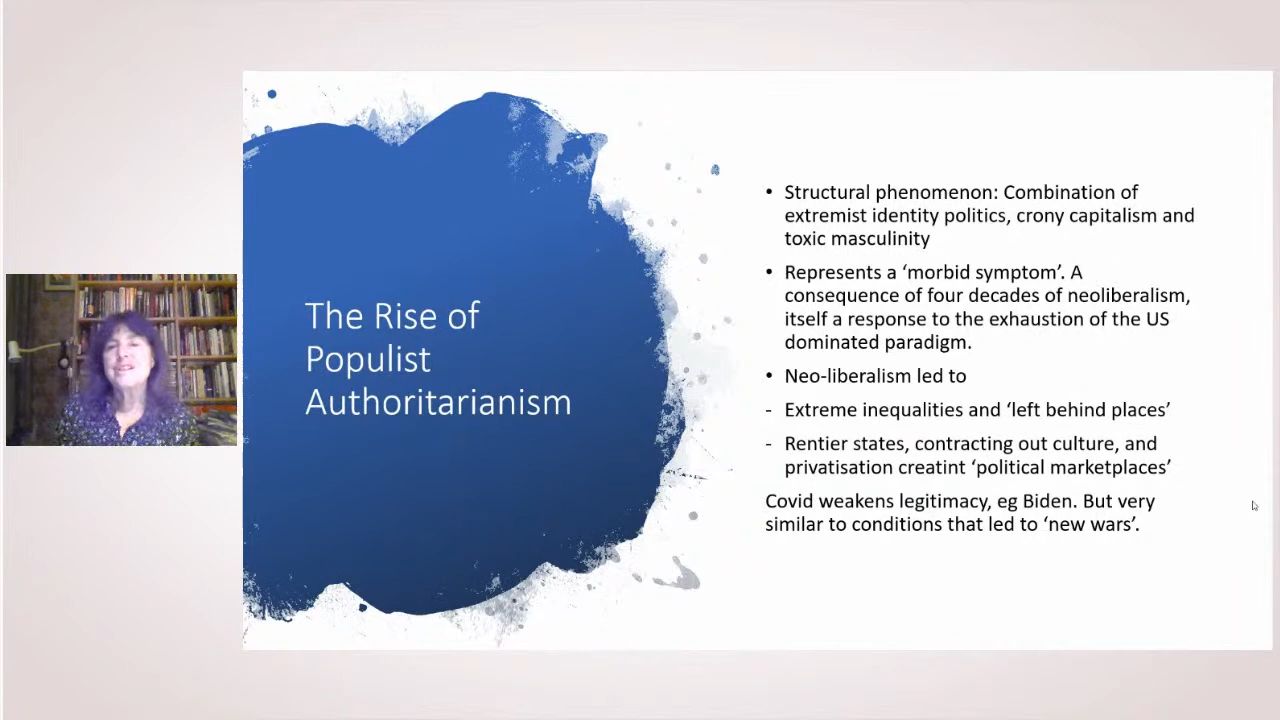 The Rise of
Populist
Authoritarianism
• Structural phenomenon: Combination of
extremist identity politics, crony capitalism and
toxic masculinity
• Represents a ‘morbid symptom’. A
consequence of four decades of neoliberalism,
itself a response to the exhaustion of the US
dominated paradigm.
• Neo-liberalism led to
- Extreme inequalities and ‘left behind places’
- Rentier states, contracting out culture, and
privatisation creatint ‘political marketplaces’
Covid weakens legitimacy, eg Biden. But very
similar to conditions that led to ‘new wars’.